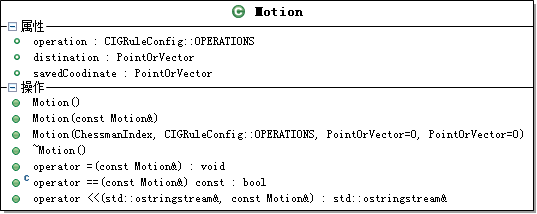 Motion
属性
operation : CIGRuleConfig::OPERATIONS
distination : PointOrVector
savedCoodinate : PointOrVector
操作
Motion()
Motion(const Motion&)
Motion(ChessmanIndex, CIGRuleConfig::OPERATIONS, PointOrVector=0, PointOrVector=0)
~Motion()
operator =(const Motion&) : void
operator ==(const Motion&) const : bool
operator <<(std::ostringstream&, const Motion&) : std::ostringstream&